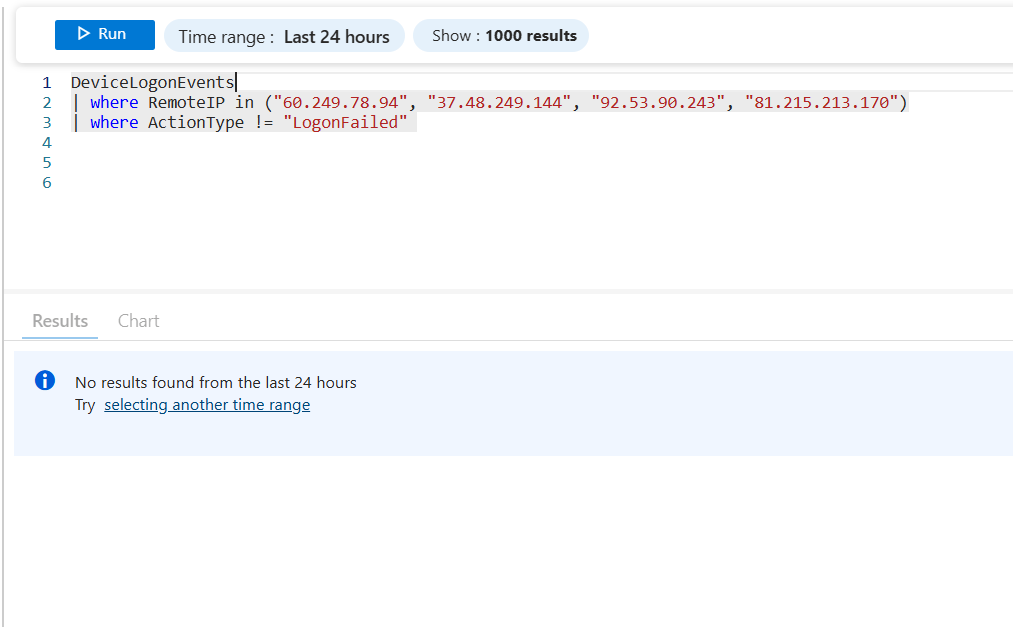 Run Time range : Last 24 hours Show : 1000 results
1 DeviceLogonEvents
2 | where RemoteIP in ("60.249.78.94", "37.48.249.144", "92.53.90.243", "81.215.213.170")
3 | where ActionType != "LogonFailed"
4
5
6
Results Chart
No results found from the last 24 hours
Try selecting another time range